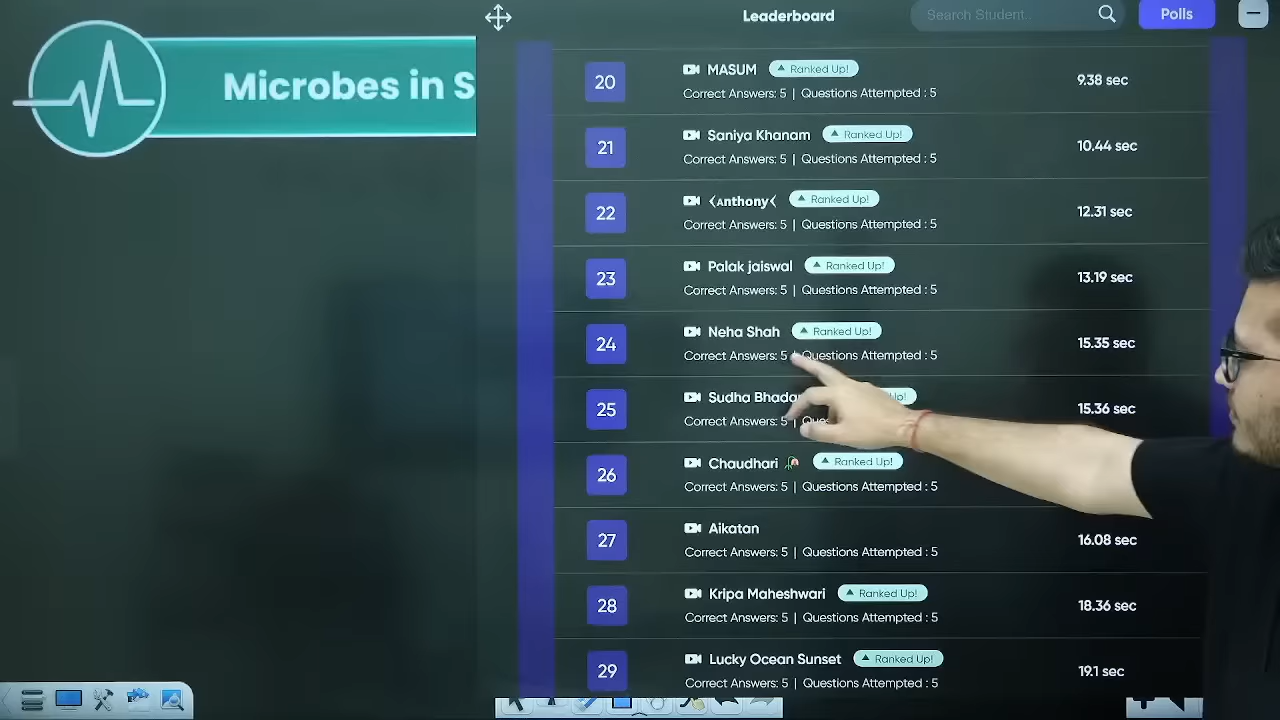 Microbes in S
Leaderboard
Search Student..
Polls
20
MASUM Ranked Up!
Correct Answers: 5 | Questions Attempted : 5
9.38 sec
21
Saniya Khanam Ranked Up!
Correct Answers: 5 | Questions Attempted : 5
10.44 sec
22
❮ᴀnthony❮ Ranked Up!
Correct Answers: 5 | Questions Attempted : 5
12.31 sec
23
Palak jaiswal Ranked Up!
Correct Answers: 5 | Questions Attempted : 5
13.19 sec
24
Neha Shah Ranked Up!
Correct Answers: 5 | Questions Attempted : 5
15.35 sec
25
Sudha
Correct Answers: 5
15.36 sec
26
Chaudhari 🥀 Ranked Up!
Correct Answers: 5 | Questions Attempted : 5
27
Aikatan
Correct Answers: 5 | Questions Attempted : 5
16.08 sec
28
Kripa Maheshwari Ranked Up!
Correct Answers: 5 | Questions Attempted : 5
18.36 sec
29
Lucky Ocean Sunset Ranked Up!
Correct Answers: 5 | Questions Attempted : 5
19.1 sec